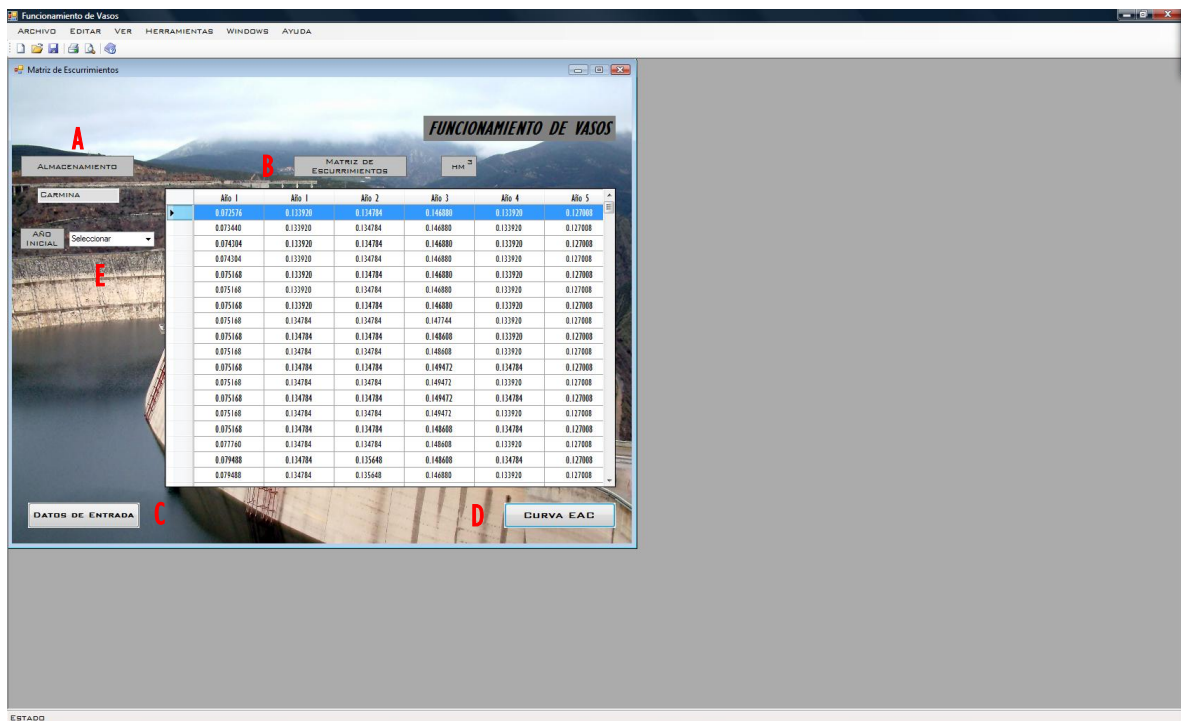 Funcionamiento de Vasos
ARCHIVO EDITAR VER HERRAMIENTAS WINDOWS AYUDA
Matriz de Escurrimientos
FUNCIONAMIENTO DE VASOS
A
ALMACENAMIENTO
B
MATRIZ DE
ESCURRIMIENTOS
HM 3
CARMINA
AÑO
INICIAL
Seleccionar
E
Año 1 Año 1 Año 2 Año 3 Año 4 Año 5
0.072576 0.133920 0.134784 0.146880 0.133920 0.127008
0.073440 0.133920 0.134784 0.146880 0.133920 0.127008
0.074304 0.133920 0.134784 0.146880 0.133920 0.127008
0.074304 0.133920 0.134784 0.146880 0.133920 0.127008
0.075168 0.133920 0.134784 0.146880 0.133920 0.127008
0.075168 0.133920 0.134784 0.146880 0.133920 0.127008
0.075168 0.133920 0.134784 0.146880 0.133920 0.127008
0.075168 0.134784 0.134784 0.147744 0.133920 0.127008
0.075168 0.134784 0.134784 0.148608 0.133920 0.127008
0.075168 0.134784 0.134784 0.148608 0.133920 0.127008
0.075168 0.134784 0.134784 0.149472 0.134784 0.127008
0.075168 0.134784 0.134784 0.149472 0.133920 0.127008
0.075168 0.134784 0.134784 0.149472 0.134784 0.127008
0.075168 0.134784 0.134784 0.149472 0.133920 0.127008
0.075168 0.134784 0.134784 0.148608 0.134784 0.127008
0.077760 0.134784 0.134784 0.148608 0.133920 0.127008
0.079488 0.134784 0.135648 0.148608 0.134784 0.127008
0.079488 0.134784 0.135648 0.146880 0.133920 0.127008
DATOS DE ENTRADA
C
D
CURVA EAC
ESTADO